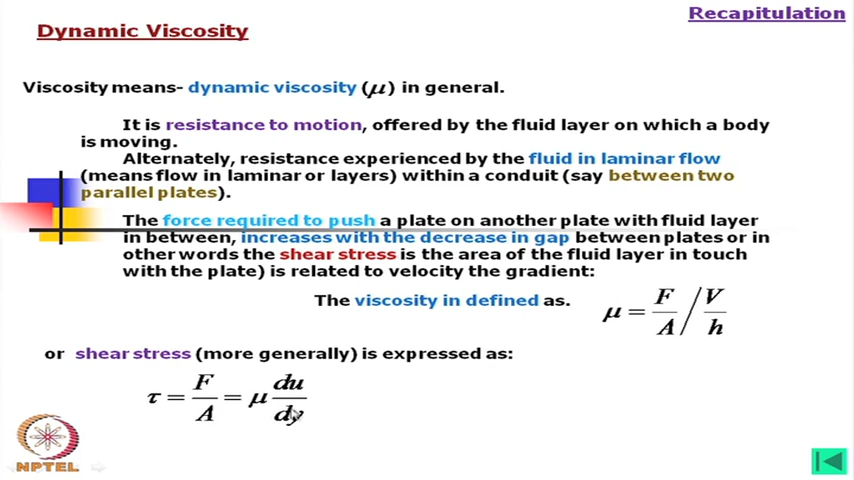 Recapitulation
Dynamic Viscosity
Viscosity means- dynamic viscosity (μ) in general.
It is resistance to motion, offered by the fluid layer on which a body
is moving.
Alternately, resistance experienced by the fluid in laminar flow
(means flow in laminar or layers) within a conduit (say between two
parallel plates).
The force required to push a plate on another plate with fluid layer
in between, increases with the decrease in gap between plates or in
other words the shear stress is the area of the fluid layer in touch
with the plate) is related to velocity the gradient:
The viscosity in defined as. μ = F/A / V/h
or shear stress (more generally) is expressed as:
τ = F/A = μ du/dy
NPTEL